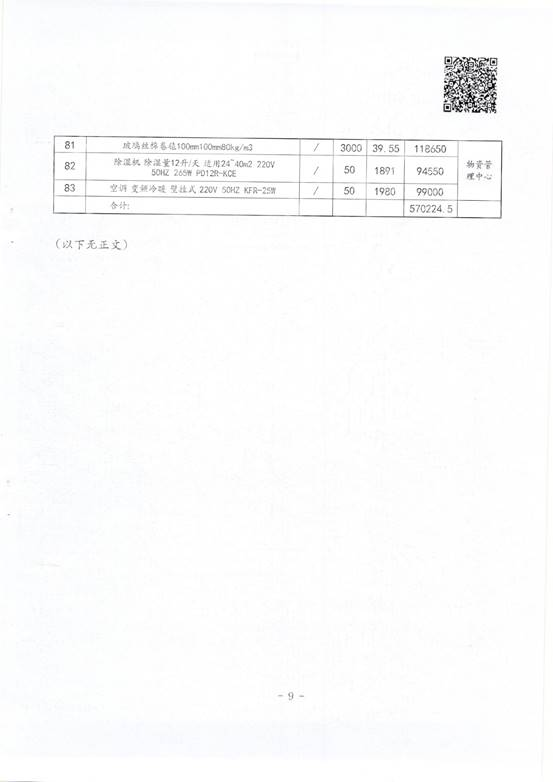 81 玻璃丝棉卷毡100mm100mm80kg/m3 / 3000 39.55 118650
82 除湿机 除湿量12升/天 适用24~40m2 220V
50HZ 265W PD12R-KCE / 50 1891 94550
物资管
理中心
83 空调 变频冷暖 壁挂式 220V 50HZ KFR-25W / 50 1980 99000
合计: 570224.5
(以下无正文)
- 9 -